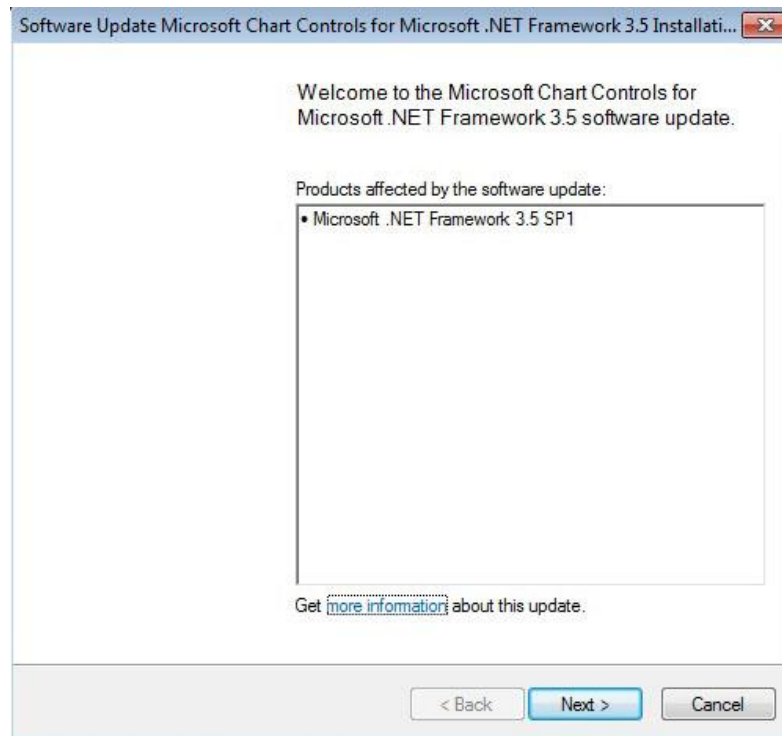 Software Update Microsoft Chart Controls for Microsoft .NET Framework 3.5 Installati...
Welcome to the Microsoft Chart Controls for
Microsoft .NET Framework 3.5 software update.
Products affected by the software update:
• Microsoft .NET Framework 3.5 SP1
Get more information about this update.
< Back Next > Cancel